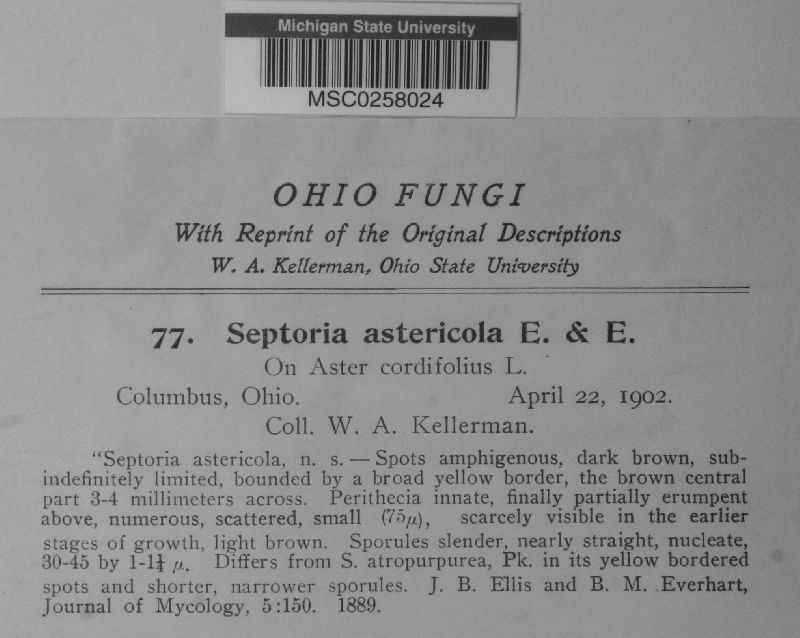 Michigan State University
MSC0258024
OHIO FUNGI
With Reprint of the Original Descriptions
W. A. Kellerman, Ohio State University
77. Septoria astericola E. & E.
On Aster cordifolius L.
Columbus, Ohio. April 22, 1902.
Coll. W. A. Kellerman.
"Septoria astericola, n. s. — Spots amphigenous, dark brown, sub-
indefinitely limited, bounded by a broad yellow border, the brown central
part 3-4 millimeters across. Perithecia innate, finally partially erumpent
above, numerous, scattered, small (75μ), scarcely visible in the earlier
stages of growth, light brown. Sporules slender, nearly straight, nucleate,
30-45 by 1-1¼ μ. Differs from S. atropurpurea, Pk. in its yellow bordered
spots and shorter, narrower sporules. J. B. Ellis and B. M. Everhart,
Journal of Mycology, 5:150. 1889.